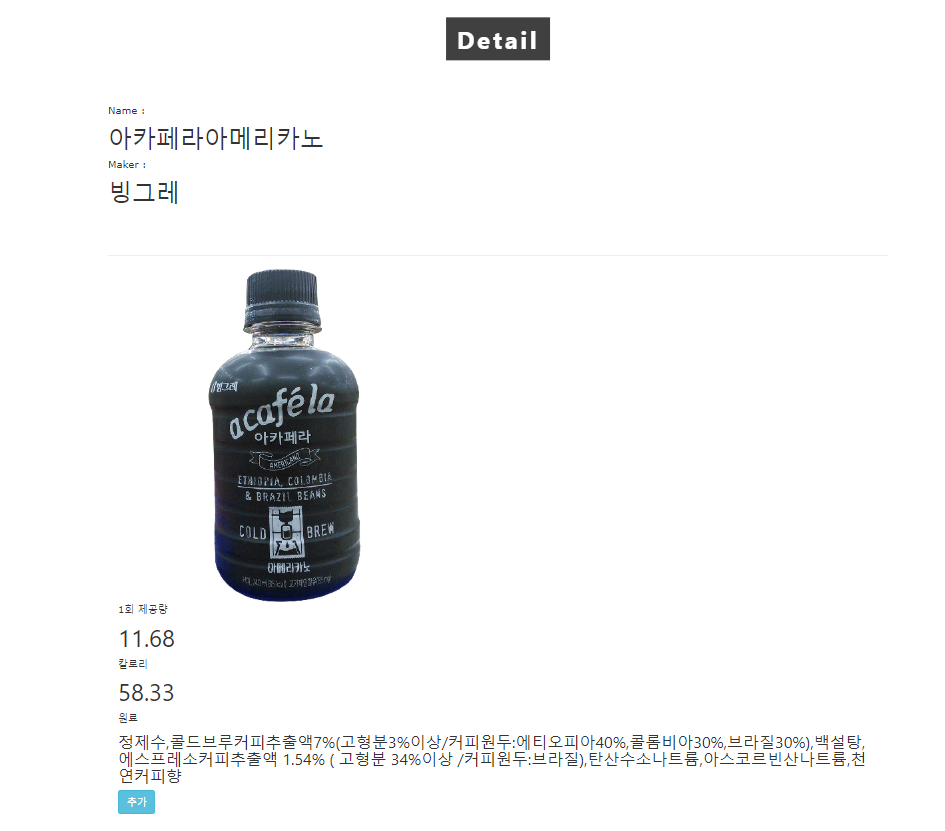 Detail
Name :
아카페라아메리카노
Maker :
빙그레
빙그레
acaféla
아카페라
AMERICANO
ETHIOPIA, COLOMBIA
& BRAZIL BEANS
COLD BREW
아메리카노
1회 제공량
11.68
칼로리
58.33
원료
정제수,콜드브루커피추출액7%(고형분3%이상/커피원두:에티오피아40%,콜롬비아30%,브라질30%),백설탕,
에스프레소커피추출액 1.54% ( 고형분 34%이상 /커피원두:브라질),탄산수소나트륨,아스코르빈산나트륨,천
연커피향
추가